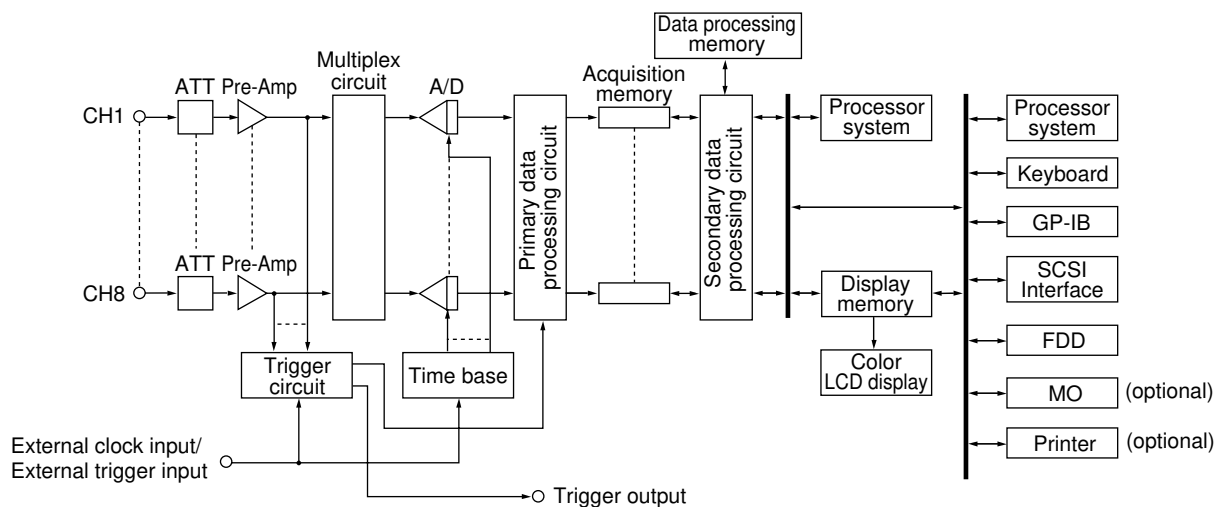 Data processing
memory
Multiplex
circuit
ATT Pre-Amp
A/D
Acquisition
memory
CH1
Primary data
processing circuit
Secondary data
processing circuit
Processor
system
Processor
system
Keyboard
GP-IB
ATT Pre-Amp
CH8
Display
memory
SCSI
Interface
Trigger
circuit
Time base
Color
LCD display
FDD
MO (optional)
Printer (optional)
External clock input/
External trigger input
Trigger output